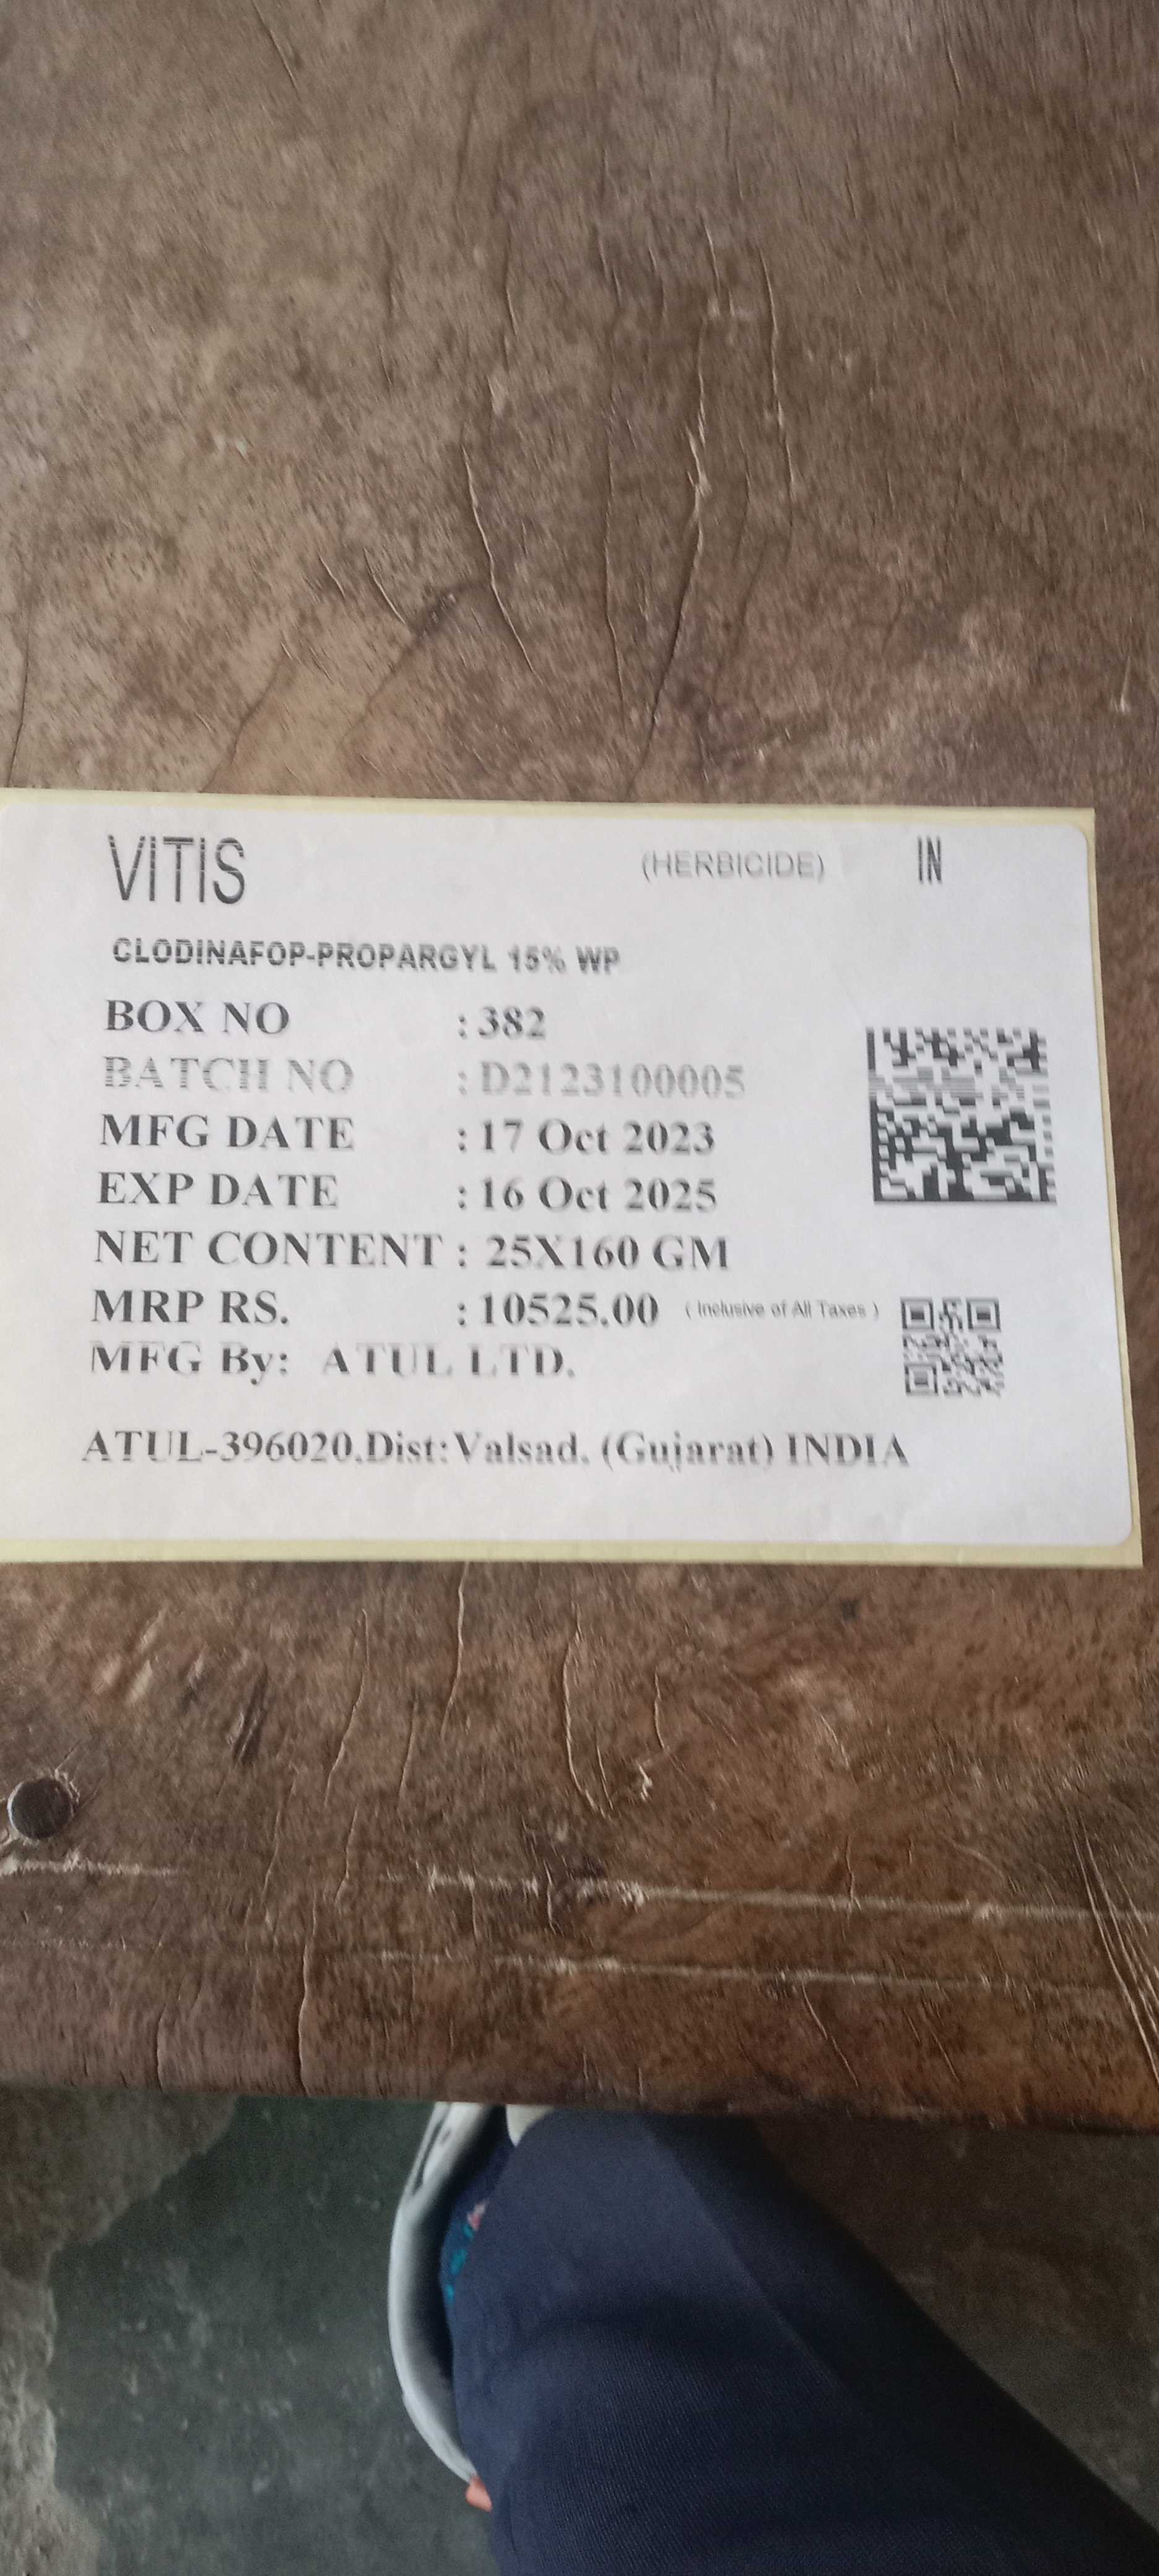 VITIS (HERBICIDE) IN
CLODINAFOP-PROPARGYL 15% WP
BOX NO : 382
BATCH NO : D2123100005
MFG DATE : 17 Oct 2023
EXP DATE : 16 Oct 2025
NET CONTENT : 25X160 GM
MRP RS. : 10525.00 ( Inclusive of All Taxes )
MFG By: ATUL LTD.
ATUL-396020.Dist:Valsad. (Gujarat) INDIA